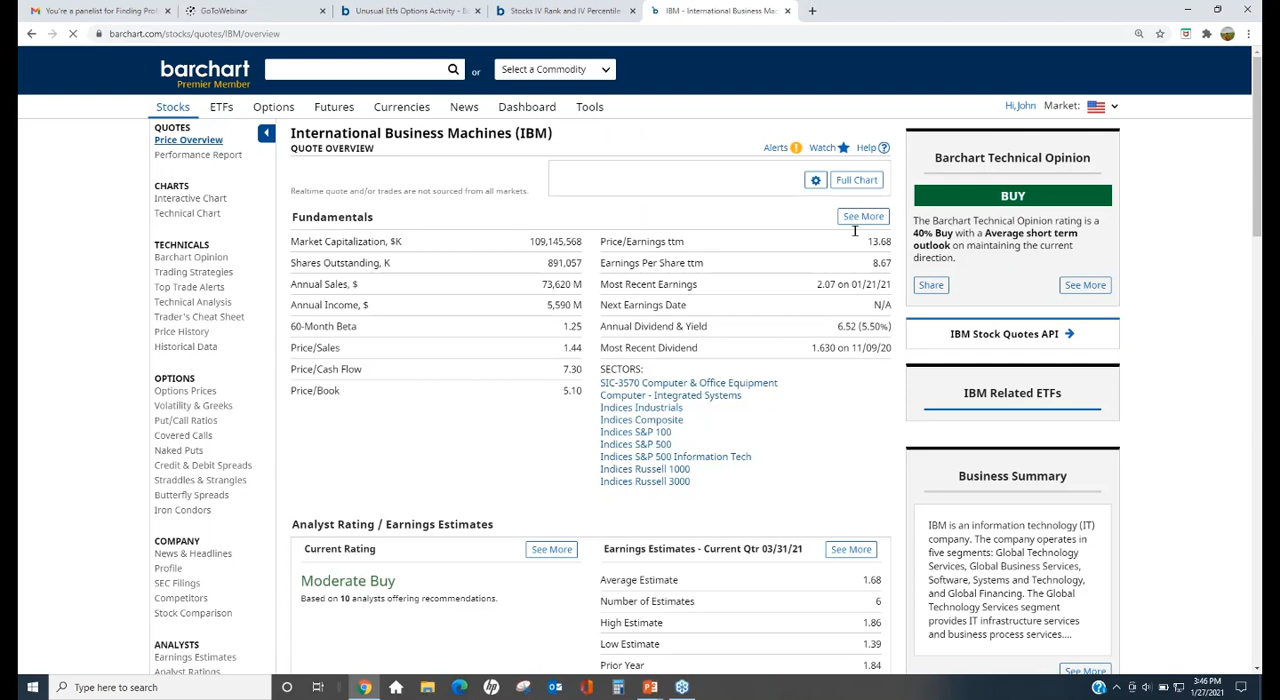 You're a panelist for Finding Pro
GoToWebinar
Unusual Etfs Options Activity - B
Stocks IV Rank and IV Percentile
IBM - International Business Ma
barchart.com/stocks/quotes/IBM/overview
barchart
Premier Member
or
Select a Commodity
Stocks
ETFs
Options
Futures
Currencies
News
Dashboard
Tools
Hi, John
Market:
QUOTES
Price Overview
Performance Report
CHARTS
Interactive Chart
Technical Chart
TECHNICALS
Barchart Opinion
Trading Strategies
Top Trade Alerts
Technical Analysis
Trader's Cheat Sheet
Price History
Historical Data
OPTIONS
Options Prices
Volatility & Greeks
Put/Call Ratios
Covered Calls
Naked Puts
Credit & Debit Spreads
Straddles & Strangles
Butterfly Spreads
Iron Condors
COMPANY
News & Headlines
Profile
SEC Filings
Competitors
Stock Comparison
ANALYSTS
Earnings Estimates
Analyst Ratings
International Business Machines (IBM)
QUOTE OVERVIEW
Alerts
Watch
Help
Realtime quote and/or trades are not sourced from all markets.
Full Chart
Fundamentals
See More
Market Capitalization, $K 109,145,568
Shares Outstanding, K 891,057
Annual Sales, $ 73,620 M
Annual Income, $ 5,590 M
60-Month Beta 1.25
Price/Sales 1.44
Price/Cash Flow 7.30
Price/Book 5.10
Price/Earnings ttm 13.68
Earnings Per Share ttm 8.67
Most Recent Earnings 2.07 on 01/21/21
Next Earnings Date N/A
Annual Dividend & Yield 6.52 (5.50%)
Most Recent Dividend 1.630 on 11/09/20
SECTORS:
SIC-3570 Computer & Office Equipment
Computer - Integrated Systems
Indices Industrials
Indices Composite
Indices S&P 100
Indices S&P 500
Indices S&P 500 Information Tech
Indices Russell 1000
Indices Russell 3000
Analyst Rating / Earnings Estimates
Current Rating
See More
Moderate Buy
Based on 10 analysts offering recommendations.
Earnings Estimates - Current Qtr 03/31/21
See More
Average Estimate 1.68
Number of Estimates 6
High Estimate 1.86
Low Estimate 1.39
Prior Year 1.84
Barchart Technical Opinion
BUY
The Barchart Technical Opinion rating is a
40% Buy with a Average short term
outlook on maintaining the current
direction.
Share
See More
IBM Stock Quotes API
IBM Related ETFs
Business Summary
IBM is an information technology (IT)
company. The company operates in
five segments: Global Technology
Services, Global Business Services,
Software, Systems and Technology,
and Global Financing. The Global
Technology Services segment
provides IT infrastructure services
and business process services....
See More
Type here to search
3:46 PM
1/27/2021